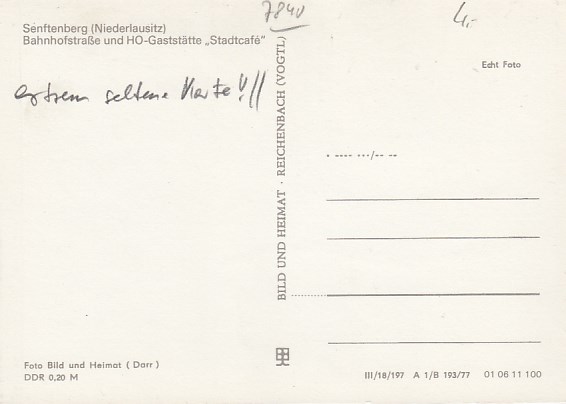 7840
4,-
Senftenberg (Niederlausitz)
Bahnhofstraße und HO-Gaststätte „Stadtcafé"
Echt Foto
extrem seltene Karte!!!
BILD UND HEIMAT · REICHENBACH (VOGTL)
Foto Bild und Heimat ( Darr )
DDR 0,20 M
III/18/197 A 1/B 193/77 01 06 11 100